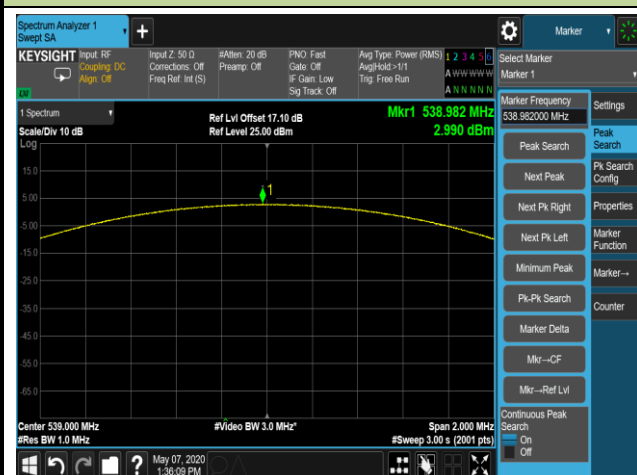 Spectrum Analyzer 1
Swept SA
Marker
KEYSIGHT
Input: RF
Coupling: DC
Align: Off
Input Z: 50 Ω
Corrections: Off
Freq Ref: Int (S)
#Atten: 20 dB
Preamp: Off
PNO: Fast
Gate: Off
IF Gain: Low
Sig Track: Off
Avg Type: Power (RMS)
Avg|Hold:>1/1
Trig: Free Run
1 2 3 4 5 6
A W W W W W
A N N N N N
Select Marker
Marker 1
1 Spectrum
Scale/Div 10 dB
Log
Ref Lvl Offset 17.10 dB
Ref Level 25.00 dBm
Mkr1 538.982 MHz
2.990 dBm
15.0
5.00
-5.00
-15.0
-25.0
-35.0
-45.0
-55.0
-65.0
1
Center 539.000 MHz
#Res BW 1.0 MHz
#Video BW 3.0 MHz*
Span 2.000 MHz
#Sweep 3.00 s (2001 pts)
Marker Frequency
538.982000 MHz
Peak Search
Next Peak
Next Pk Right
Next Pk Left
Minimum Peak
Pk-Pk Search
Marker Delta
Mkr→CF
Mkr→Ref Lvl
Continuous Peak
Search
On
Off
Settings
Peak
Search
Pk Search
Config
Properties
Marker
Function
Marker→
Counter
May 07, 2020
1:36:09 PM